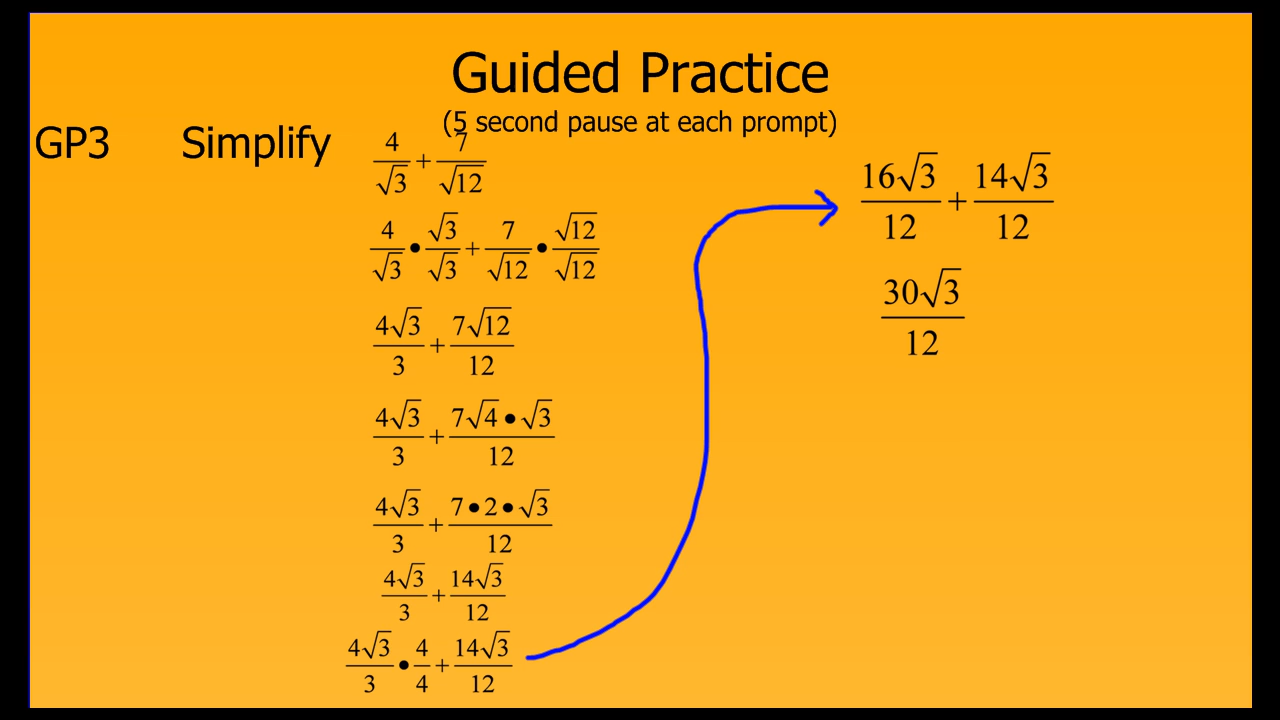 Guided Practice
(5 second pause at each prompt)
GP3 Simplify 4/√3 + 7/√12
4/√3 • √3/√3 + 7/√12 • √12/√12
4√3/3 + 7√12/12
4√3/3 + 7√4•√3/12
4√3/3 + 7•2•√3/12
4√3/3 + 14√3/12
4√3/3 • 4/4 + 14√3/12
16√3/12 + 14√3/12
30√3/12